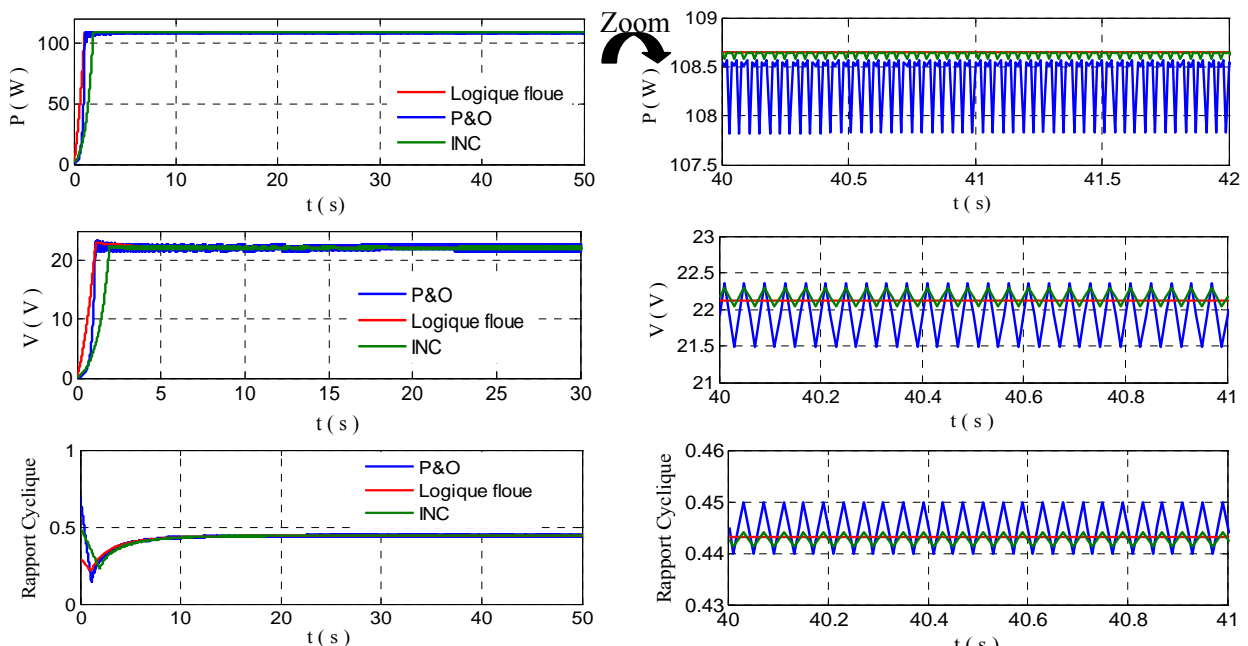 Zoom
P ( W )
100
50
0
Logique floue
P&O
INC
0 10 20 30 40 50
t ( s)
P ( W )
109
108.5
108
107.5
40 40.5 41 41.5 42
t ( s )
V ( V )
20
10
0
P&O
Logique floue
INC
0 5 10 15 20 25 30
t ( s )
V ( V )
23
22.5
22
21.5
21
40 40.2 40.4 40.6 40.8 41
t ( s )
Rapport Cyclique
1
0.5
0
P&O
Logique floue
INC
0 10 20 30 40 50
t ( s )
Rapport Cyclique
0.46
0.45
0.44
0.43
40 40.2 40.4 40.6 40.8 41
t ( s )